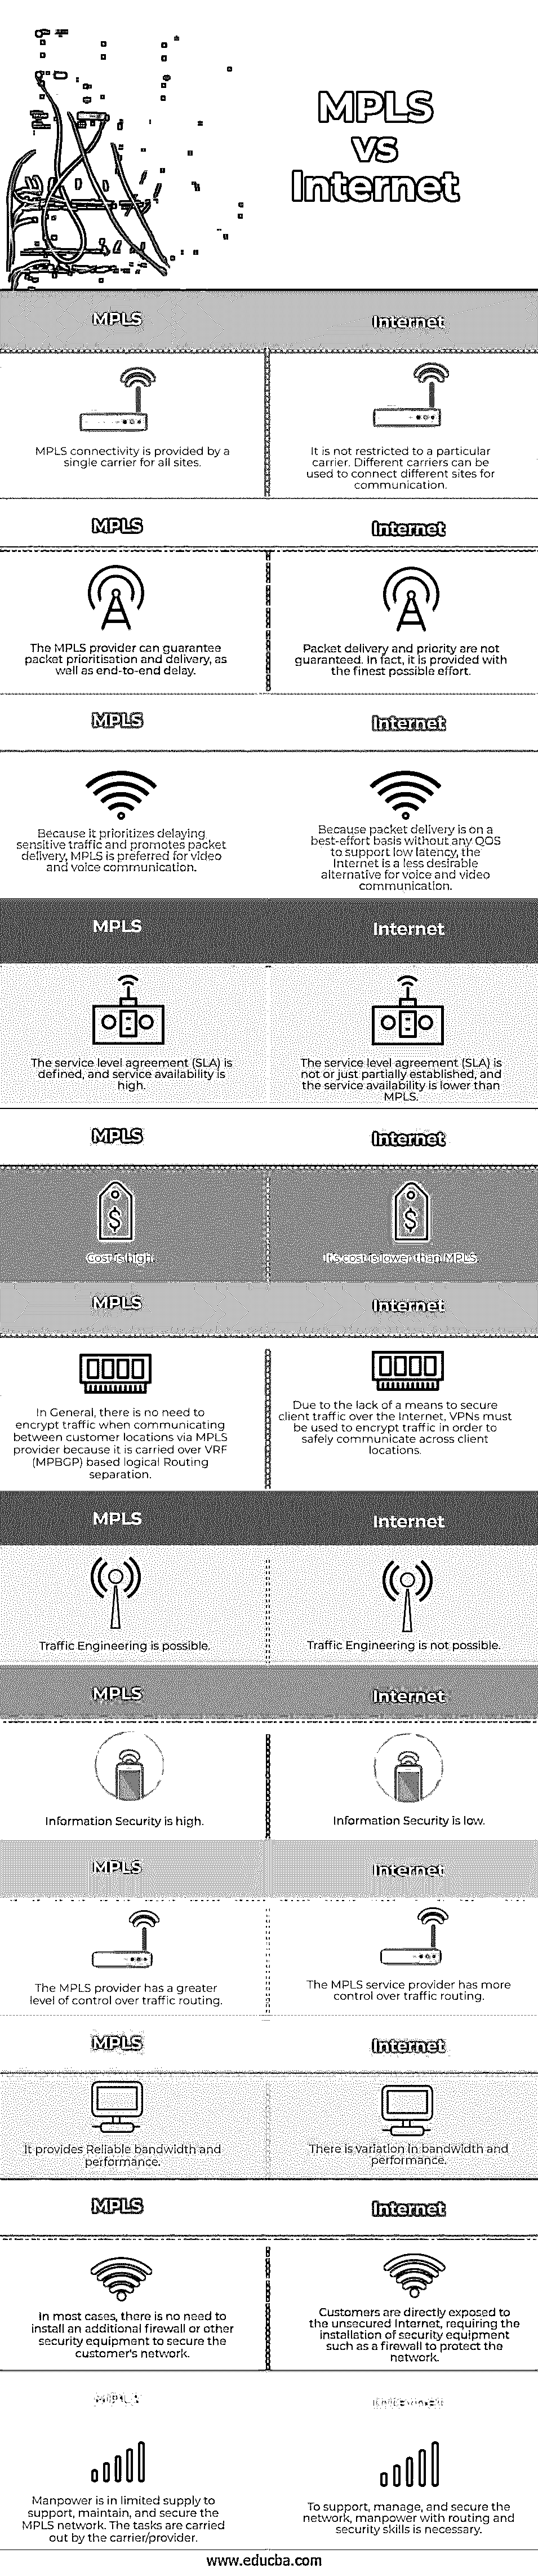 MPLS
vs
Internet
MPLS
Internet
MPLS connectivity is provided by a
single carrier for all sites.
It is not restricted to a particular
carrier. Different carriers can be
used to connect different sites for
communication.
MPLS
Internet
The MPLS provider can guarantee
packet prioritisation and delivery, as
well as end-to-end delay.
Packet delivery and priority are not
guaranteed. In fact, it is provided with
the finest possible effort.
MPLS
Internet
Because it prioritizes delaying
sensitive traffic and promotes packet
delivery, MPLS is preferred for video
and voice communication.
Because packet delivery is on a
best-effort basis without any QOS
to support low latency, the
Internet is a less desirable
alternative for voice and video
communication.
MPLS
Internet
The service level agreement (SLA) is
defined, and service availability is
high.
The service level agreement (SLA) is
not or just partially established, and
the service availability is lower than
MPLS.
MPLS
Internet
Cost is high.
It's cost is lower than MPLS
MPLS
Internet
In General, there is no need to
encrypt traffic when communicating
between customer locations via MPLS
provider because it is carried over VRF
(MPBGP) based logical Routing
separation.
Due to the lack of a means to secure
client traffic over the Internet, VPNs must
be used to encrypt traffic in order to
safely communicate across client
locations.
MPLS
Internet
Traffic Engineering is possible.
Traffic Engineering is not possible.
MPLS
Internet
Information Security is high.
Information Security is low.
MPLS
Internet
The MPLS provider has a greater
level of control over traffic routing.
The MPLS service provider has more
control over traffic routing.
MPLS
Internet
It provides Reliable bandwidth and
performance.
There is variation in bandwidth and
performance.
MPLS
Internet
In most cases, there is no need to
install an additional firewall or other
security equipment to secure the
customer's network.
Customers are directly exposed to
the unsecured Internet, requiring the
installation of security equipment
such as a firewall to protect the
network.
MPLS
Internet
Manpower is in limited supply to
support, maintain, and secure the
MPLS network. The tasks are carried
out by the carrier/provider.
To support, manage, and secure the
network, manpower with routing and
security skills is necessary.
www.educba.com